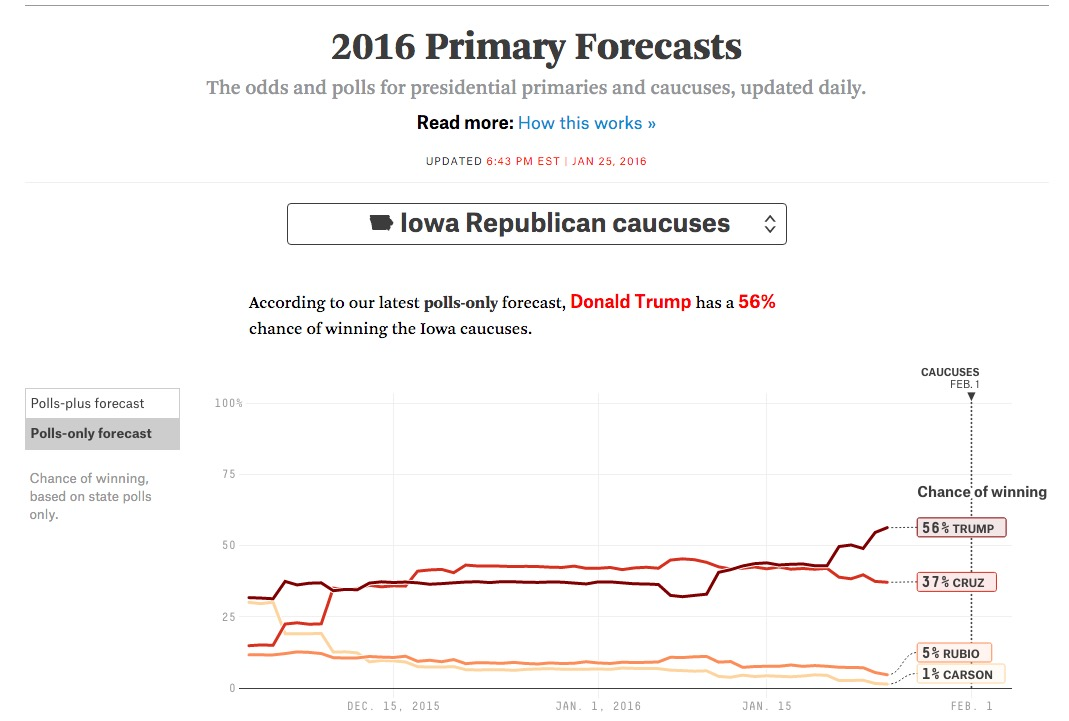 2016 Primary Forecasts
The odds and polls for presidential primaries and caucuses, updated daily.
Read more: How this works »
UPDATED 6:43 PM EST | JAN 25, 2016
Iowa Republican caucuses
According to our latest polls-only forecast, Donald Trump has a 56%
chance of winning the Iowa caucuses.
CAUCUSES
FEB. 1
Polls-plus forecast
Polls-only forecast
Chance of winning,
based on state polls
only.
100%
75
50
25
0
Chance of winning
56% TRUMP
37% CRUZ
5% RUBIO
1% CARSON
DEC. 15, 2015
JAN. 1, 2016
JAN. 15
FEB. 1